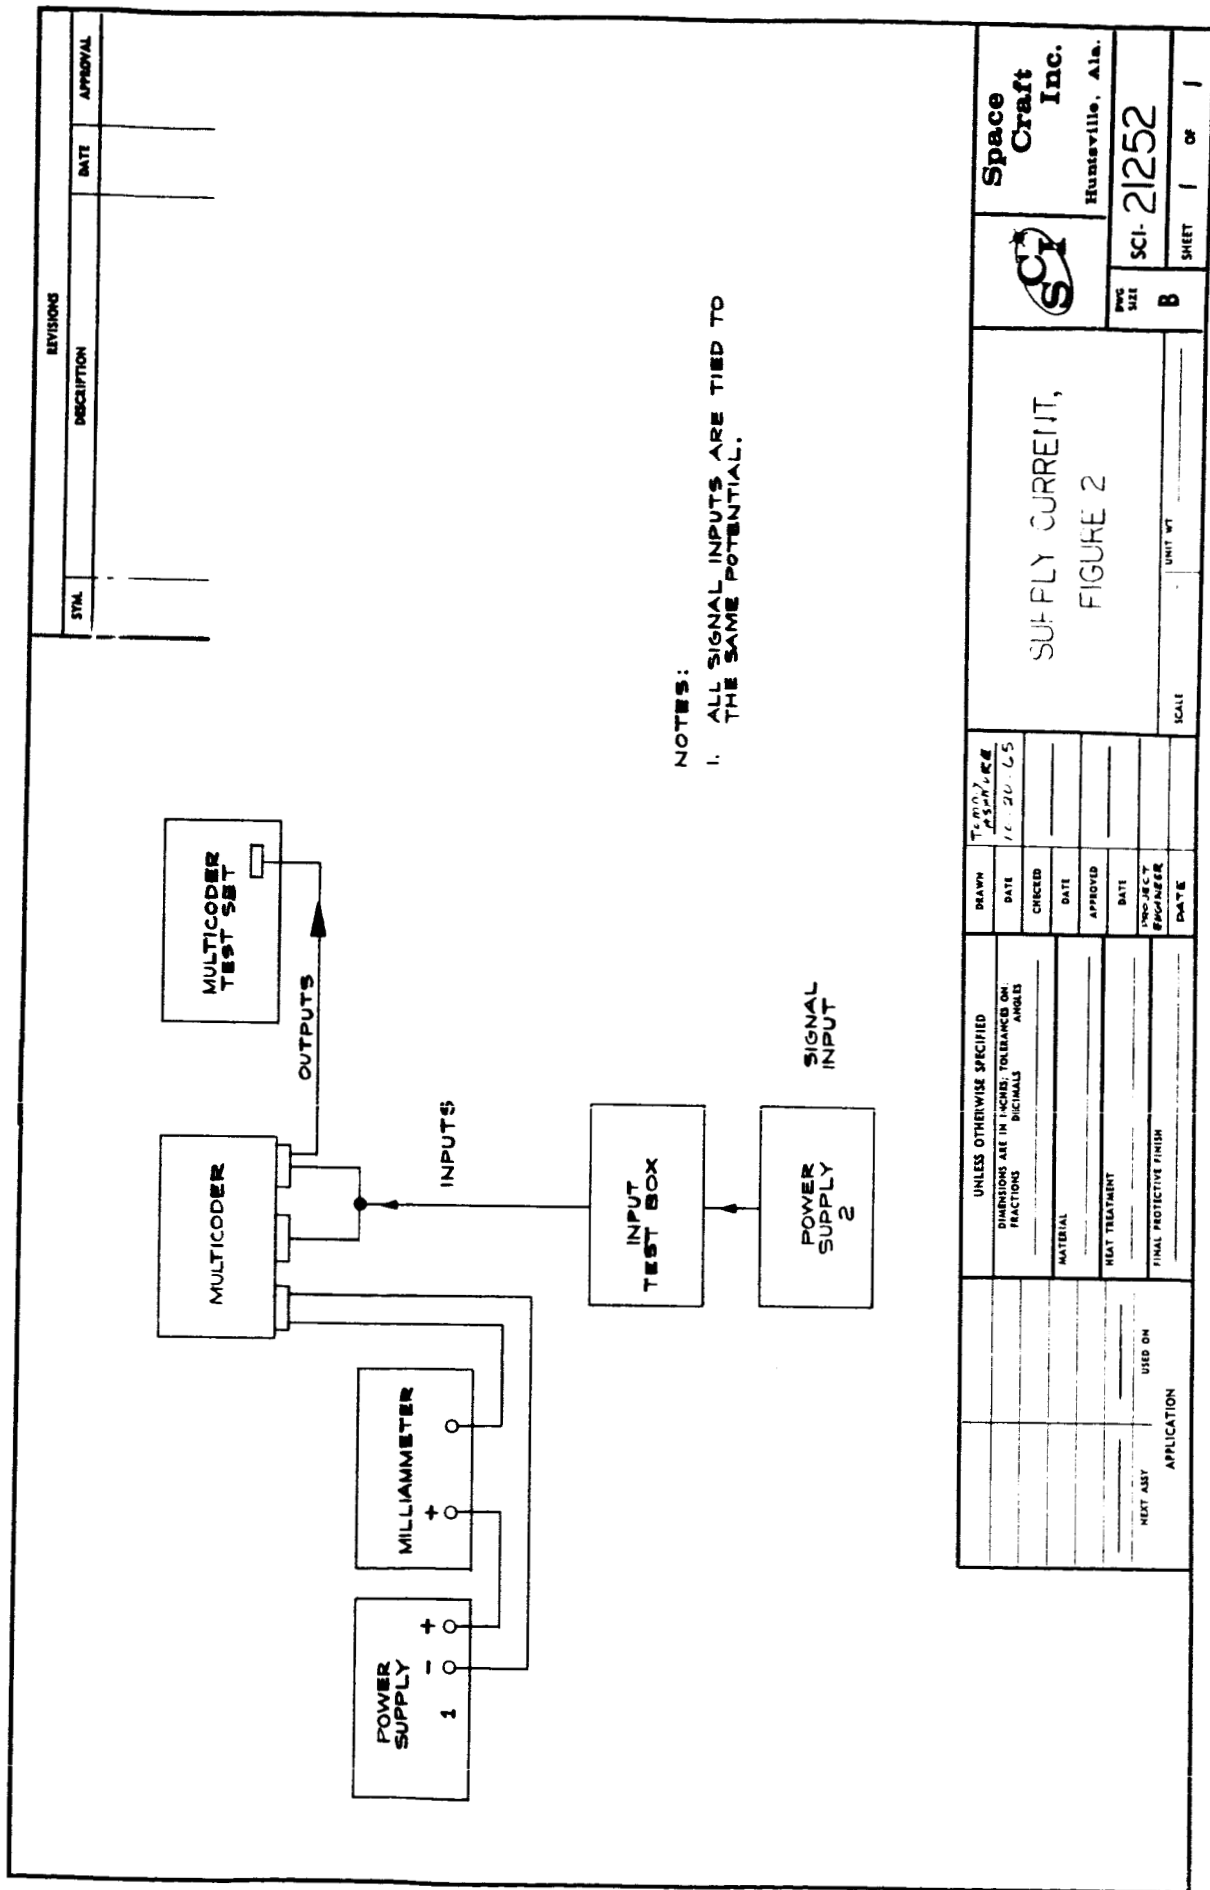 REVISIONS
SYM. DESCRIPTION DATE APPROVAL
MULTICODER
TEST SET
OUTPUTS
MULTICODER
INPUTS
MILLIAMMETER
+
POWER
SUPPLY
1
- +
INPUT
TEST BOX
POWER
SUPPLY
2
SIGNAL
INPUT
NOTES:
1. ALL SIGNAL INPUTS ARE TIED TO
THE SAME POTENTIAL.
NEXT ASSY USED ON
APPLICATION
UNLESS OTHERWISE SPECIFIED
DIMENSIONS ARE IN INCHES; TOLERANCES ON:
FRACTIONS DECIMALS ANGLES
MATERIAL
HEAT TREATMENT
FINAL PROTECTIVE FINISH
DRAWN
DATE
CHECKED
DATE
APPROVED
DATE
PROJECT
ENGINEER
DATE
SUPPLY CURRENT,
FIGURE 2
SCALE UNIT WT
SCI
Space
Craft
Inc.
Huntsville, Ala.
DWG
SIZE
B
SCI- 21252
SHEET 1 OF 1